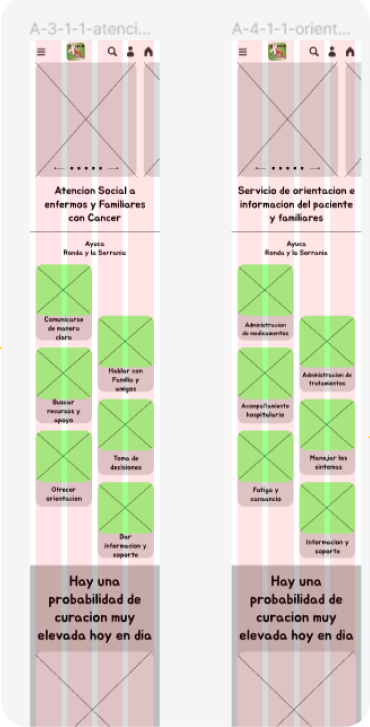 A-3-1-1-atenci...
Atencion Social a
enfermos y Familiares
con Cancer
Ayuca
Ronda y la Serrania
Comunicarse
de manera
clara
Hablar con
Familia y
amigos
Buscar
recursos y
apoyo
Toma de
decisiones
Ofrecer
orientacion
Dar
informacion y
soporte
Hay una
probabilidad de
curacion muy
elevada hoy en dia
A-4-1-1-orient...
Servicio de orientacion e
informacion del paciente
y familiares
Ayuca
Ronda y la Serrania
Administracion
de medicamentos
Administracion de
tratamientos
Acompañamiento
hospitalario
Manejar los
sintomas
Fatiga y
cansancio
Informacion y
soporte
Hay una
probabilidad de
curacion muy
elevada hoy en dia